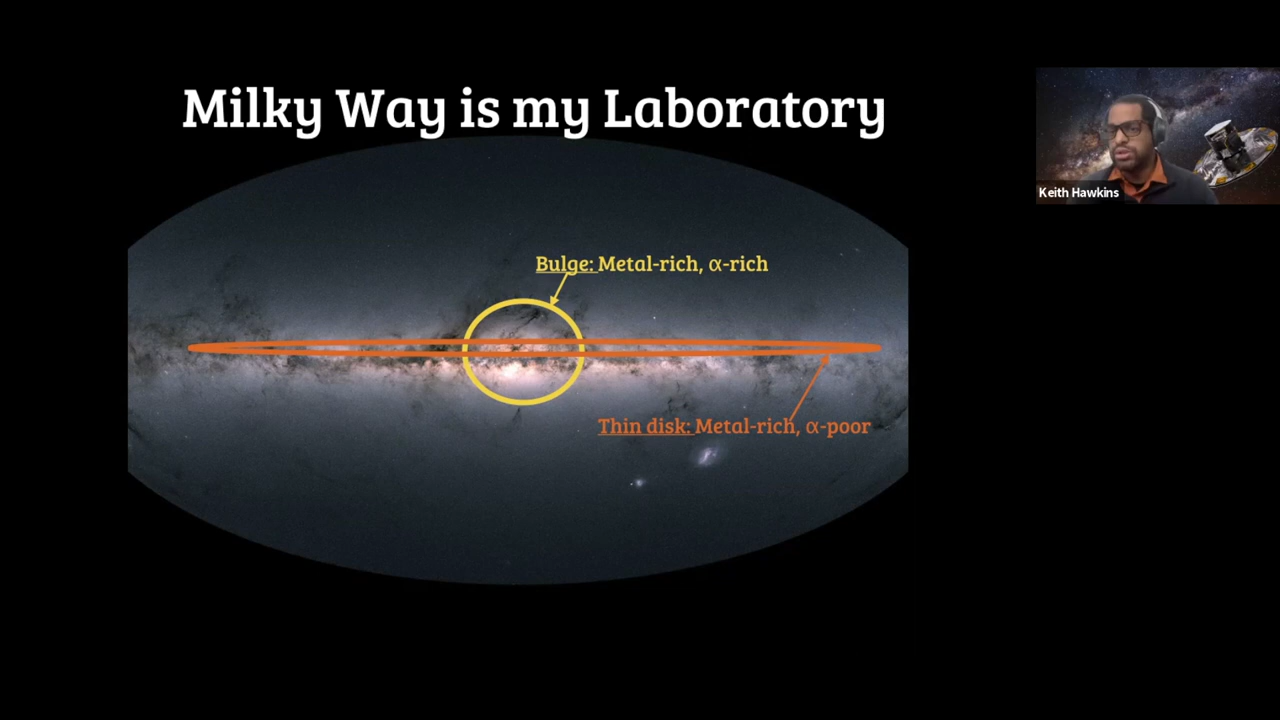 Milky Way is my Laboratory
Keith Hawkins
Bulge: Metal-rich, α-rich
Thin disk: Metal-rich, α-poor